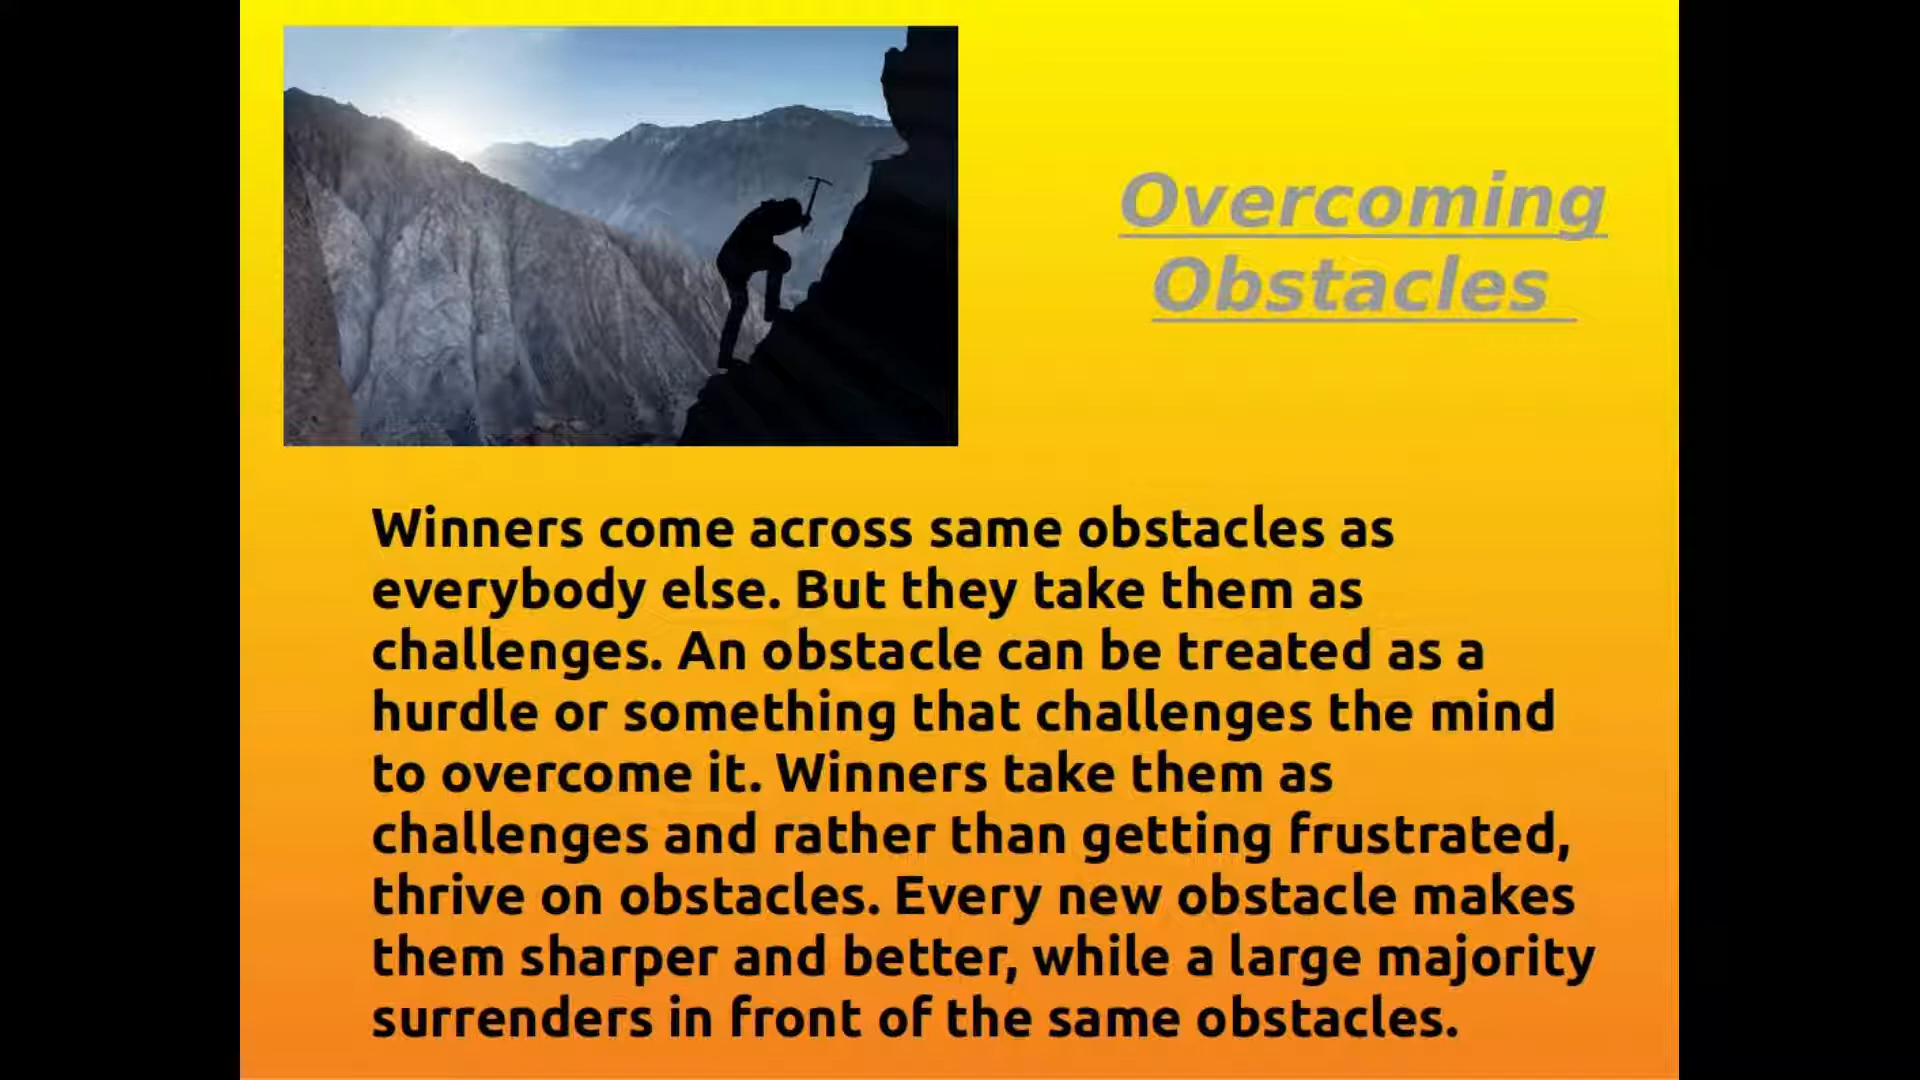 Overcoming
Obstacles
Winners come across same obstacles as
everybody else. But they take them as
challenges. An obstacle can be treated as a
hurdle or something that challenges the mind
to overcome it. Winners take them as
challenges and rather than getting frustrated,
thrive on obstacles. Every new obstacle makes
them sharper and better, while a large majority
surrenders in front of the same obstacles.